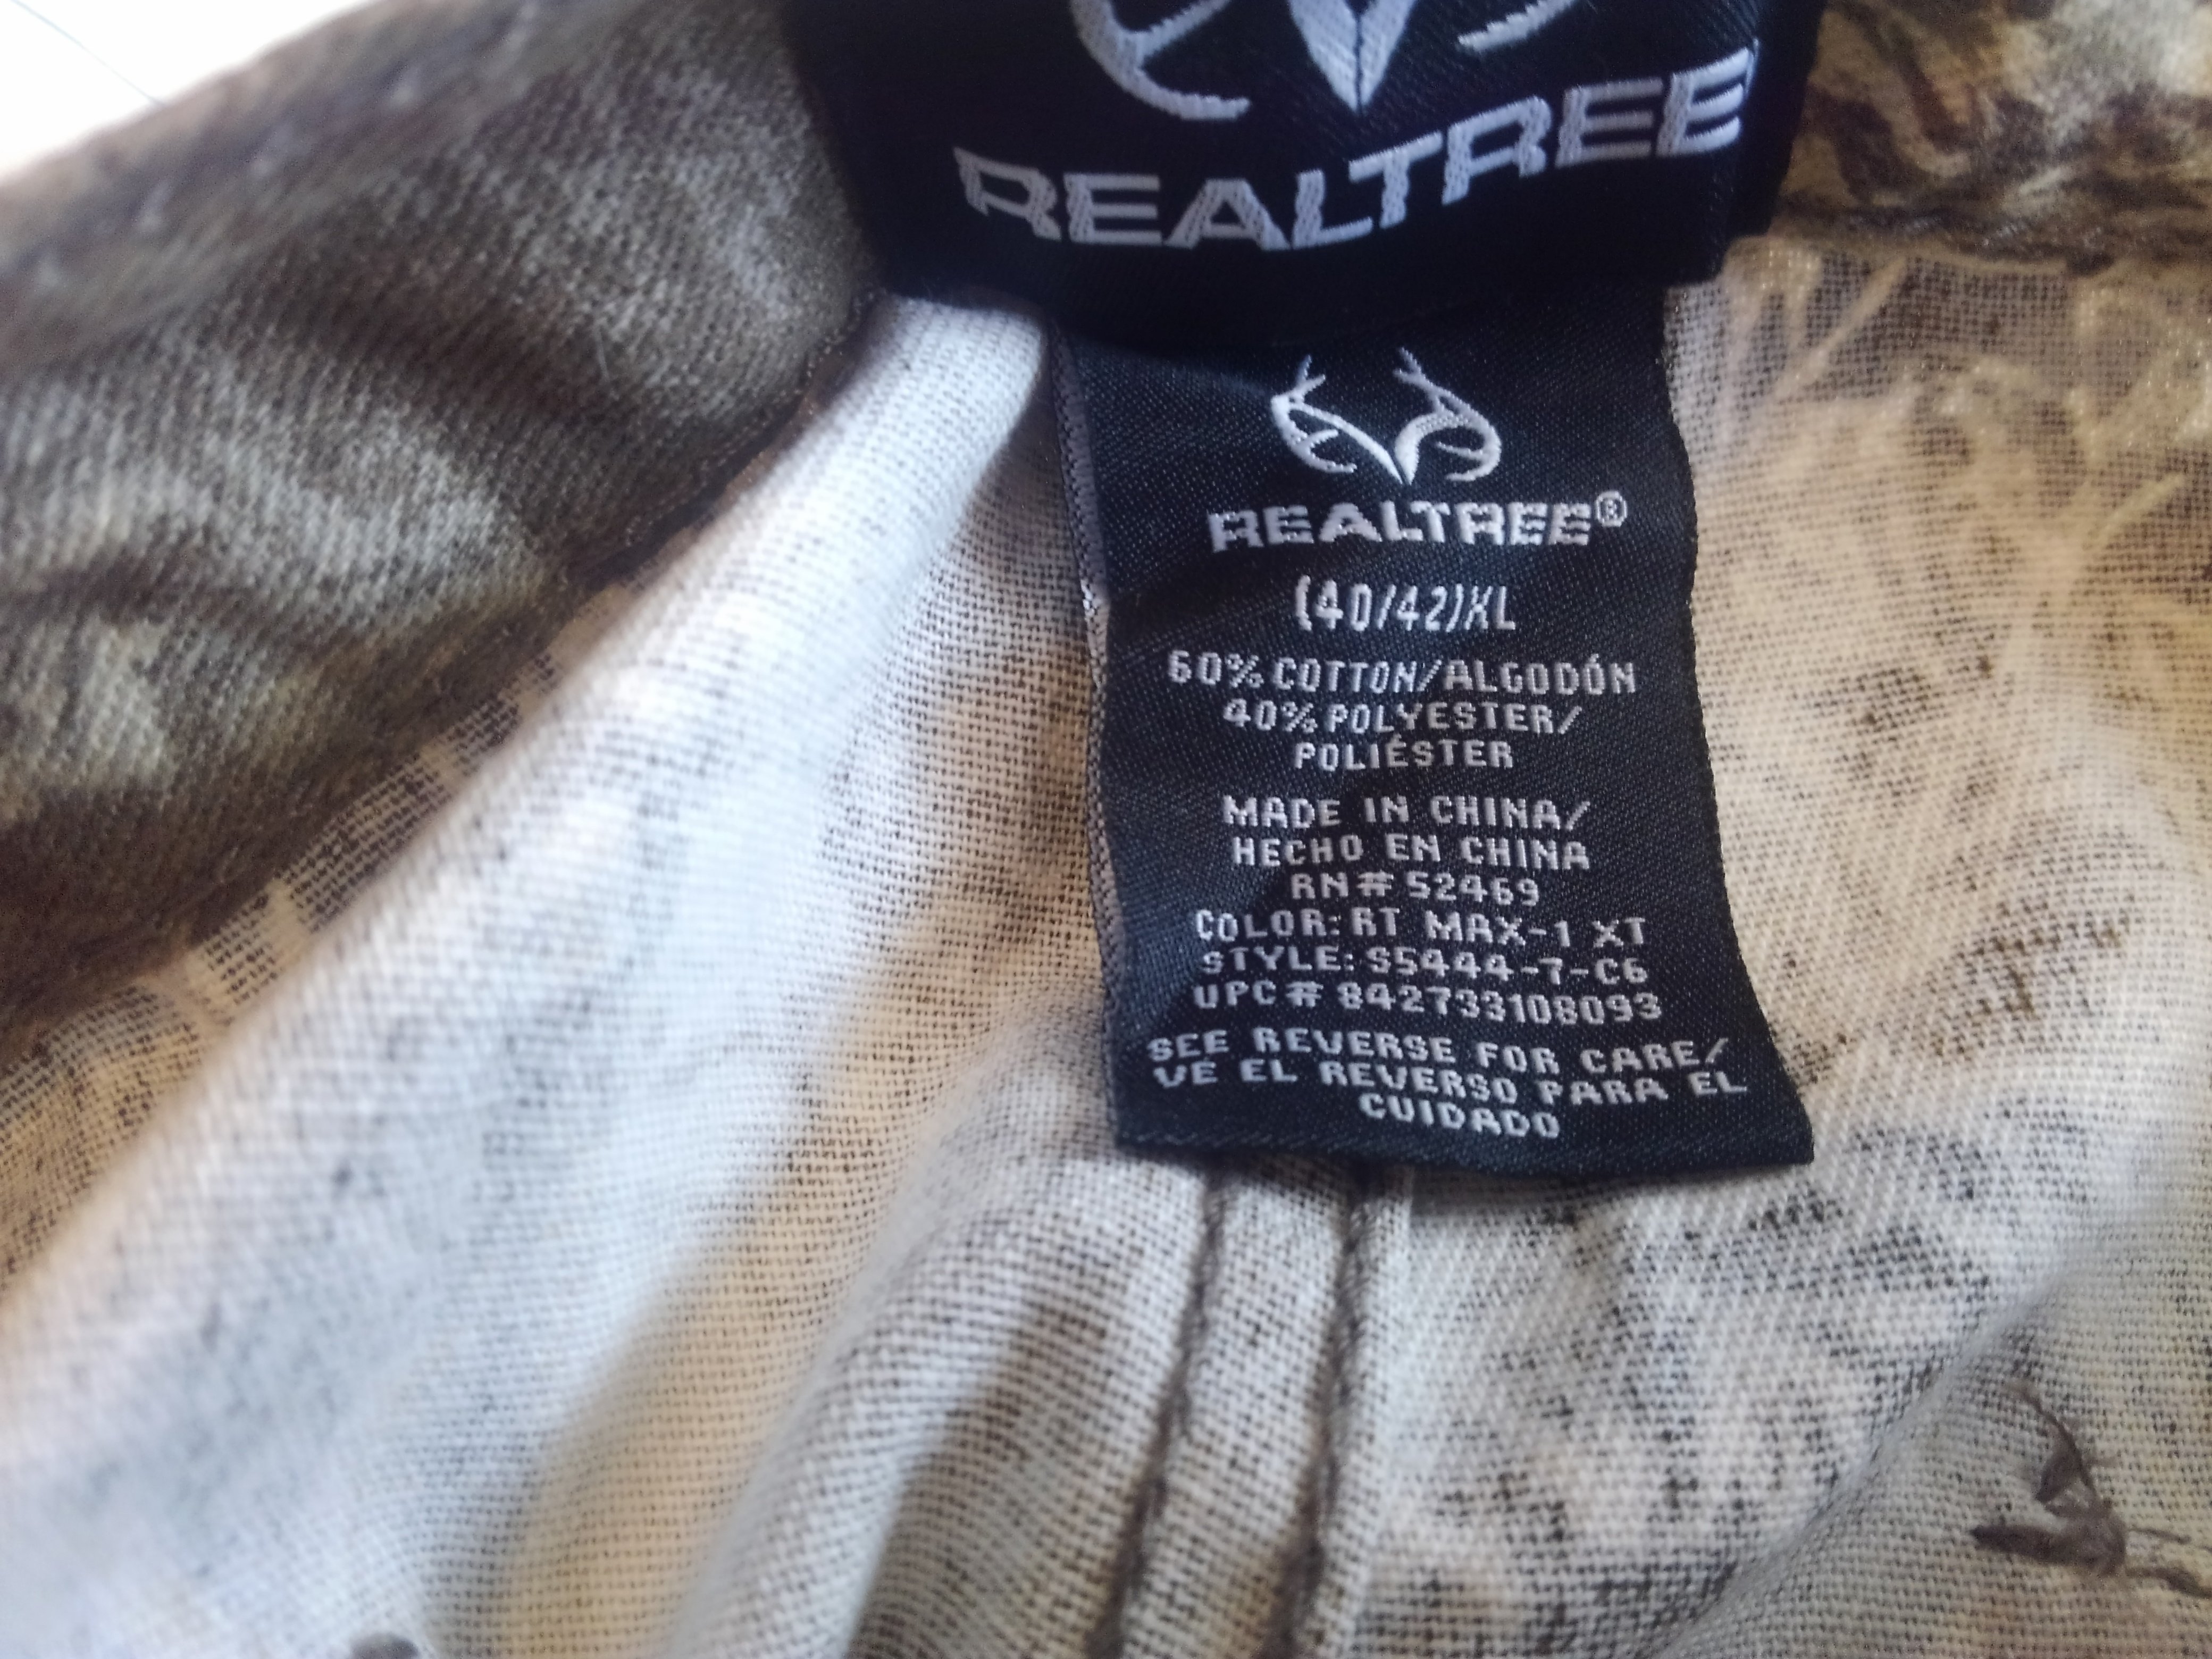 REALTREE
REALTREE®
(40/42)XL
60% COTTON/ALGODÓN
40% POLYESTER/
POLIÉSTER
MADE IN CHINA/
HECHO EN CHINA
RN# 52469
COLOR: RT MAX-1 XT
STYLE: S5444-7-C6
UPC# 842733108093
SEE REVERSE FOR CARE/
VE EL REVERSO PARA EL
CUIDADO